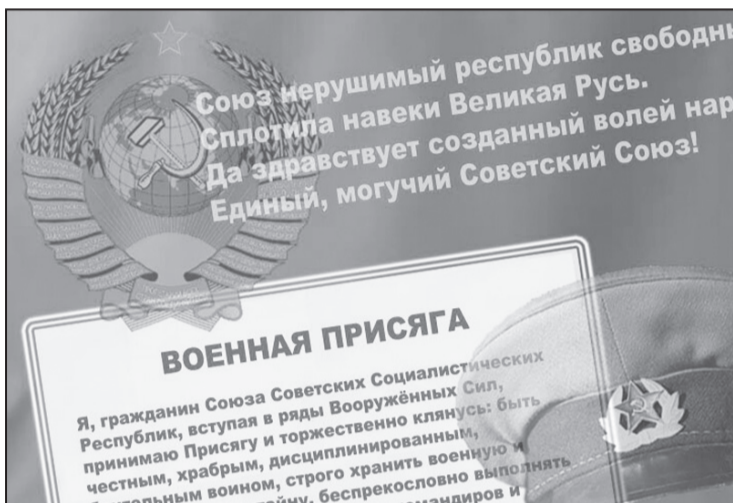 Союз нерушимый республик свободн
Сплотила навеки Великая Русь.
Да здравствует созданный волей нар
Единый, могучий Советский Союз!
ВОЕННАЯ ПРИСЯГА
Я, гражданин Союза Советских Социалистических
Республик, вступая в ряды Вооружённых Сил,
принимаю Присягу и торжественно клянусь: быть
честным, храбрым, дисциплинированным,
воином, строго хранить военную и
беспрекословно выполнять
командиров и